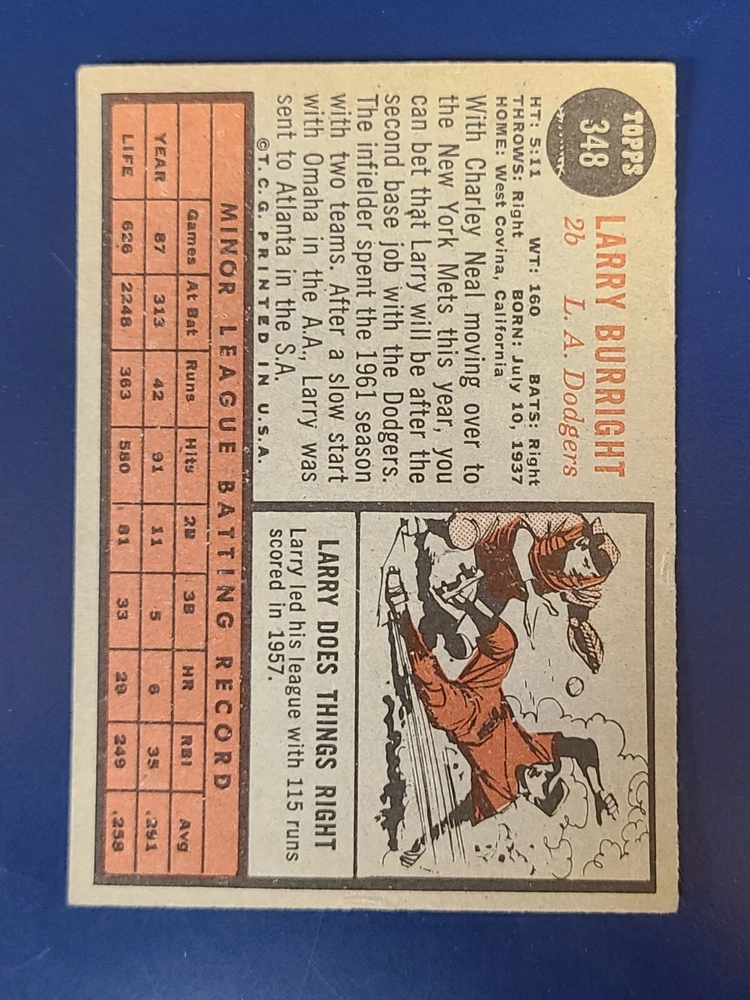 TOPPS
348
LARRY BURRIGHT
2b L. A. Dodgers
HT: 5:11 WT: 160 BATS: Right
THROWS: Right BORN: July 10, 1937
HOME: West Covina, California
With Charley Neal moving over to
the New York Mets this year, you
can bet that Larry will be after the
second base job with the Dodgers.
The infielder spent the 1961 season
with two teams. After a slow start
with Omaha in the A.A., Larry was
sent to Atlanta in the S.A.
©T.C.G. PRINTED IN U.S.A.
LARRY DOES THINGS RIGHT
Larry led his league with 115 runs
scored in 1957.
MINOR LEAGUE BATTING RECORD
Games At Bat Runs Hits 2B 3B HR RBI Avg
YEAR 87 313 42 91 11 5 6 35 .291
LIFE 626 2248 363 580 81 33 29 249 .258